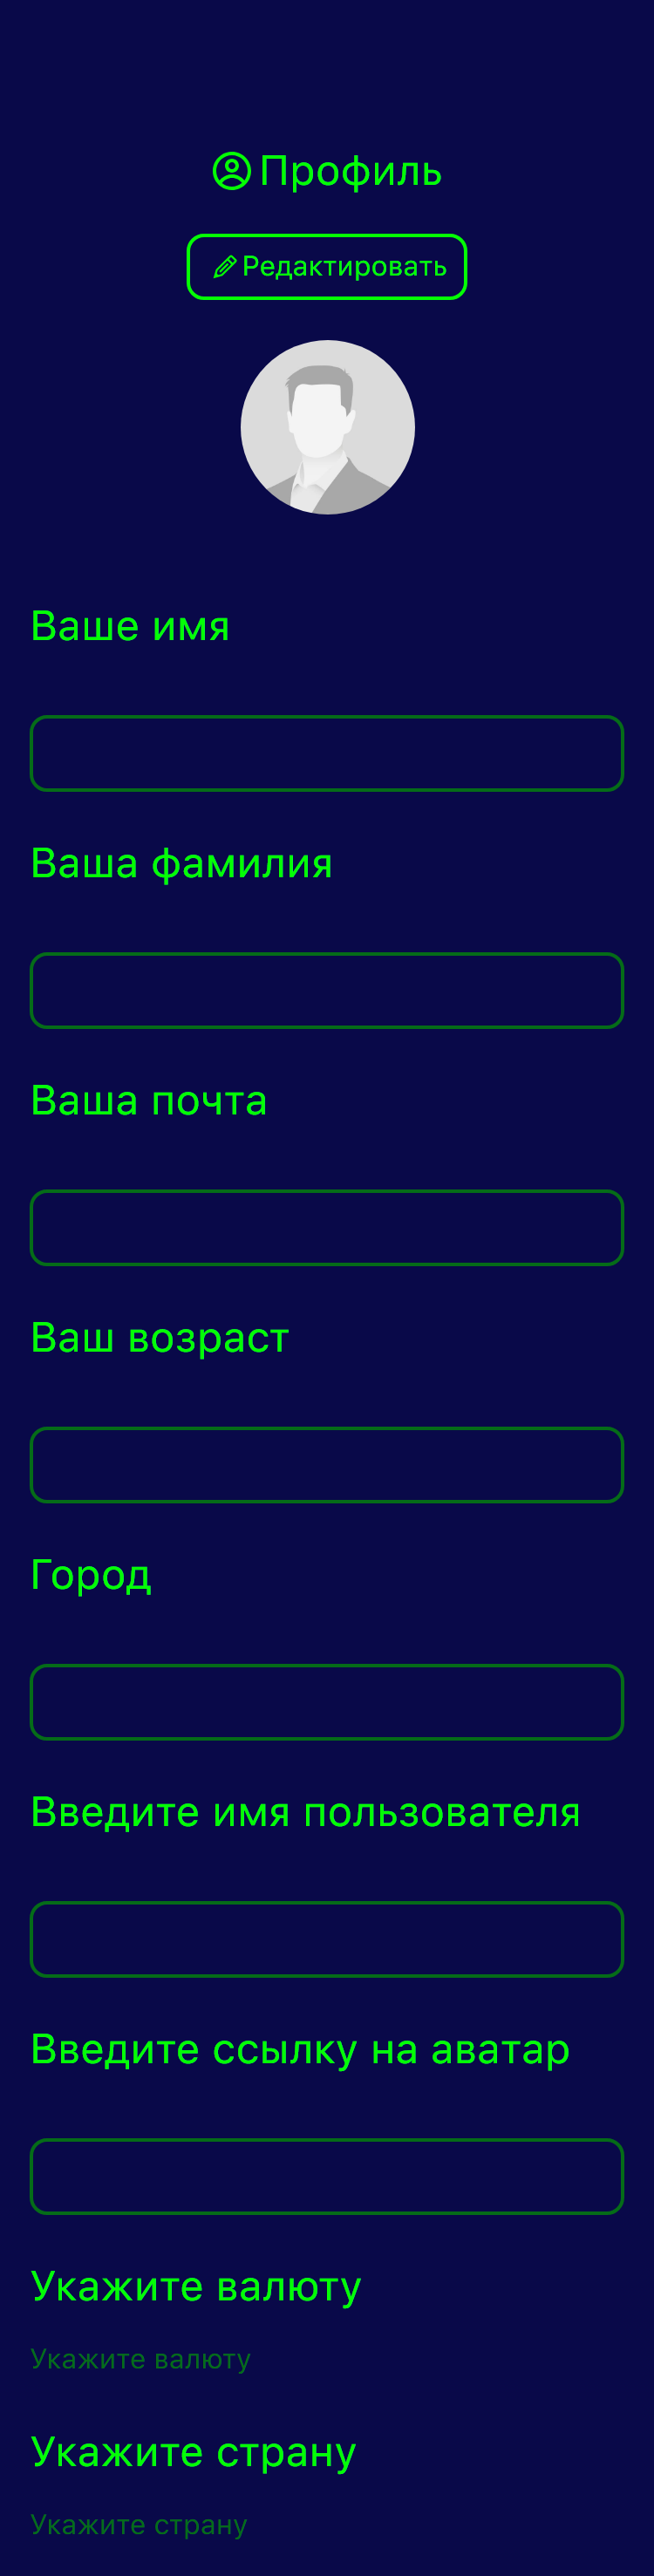 Профиль
Редактировать
Ваше имя
Ваша фамилия
Ваша почта
Ваш возраст
Город
Введите имя пользователя
Введите ссылку на аватар
Укажите валюту
Укажите валюту
Укажите страну
Укажите страну